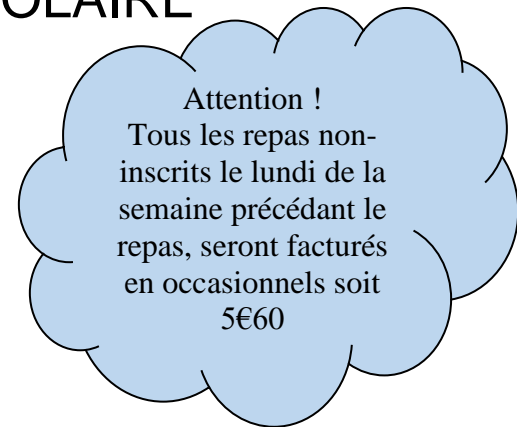 OLAIRE
Attention !
Tous les repas non-
inscrits le lundi de la
semaine précédant le
repas, seront facturés
en occasionnels soit
5€60